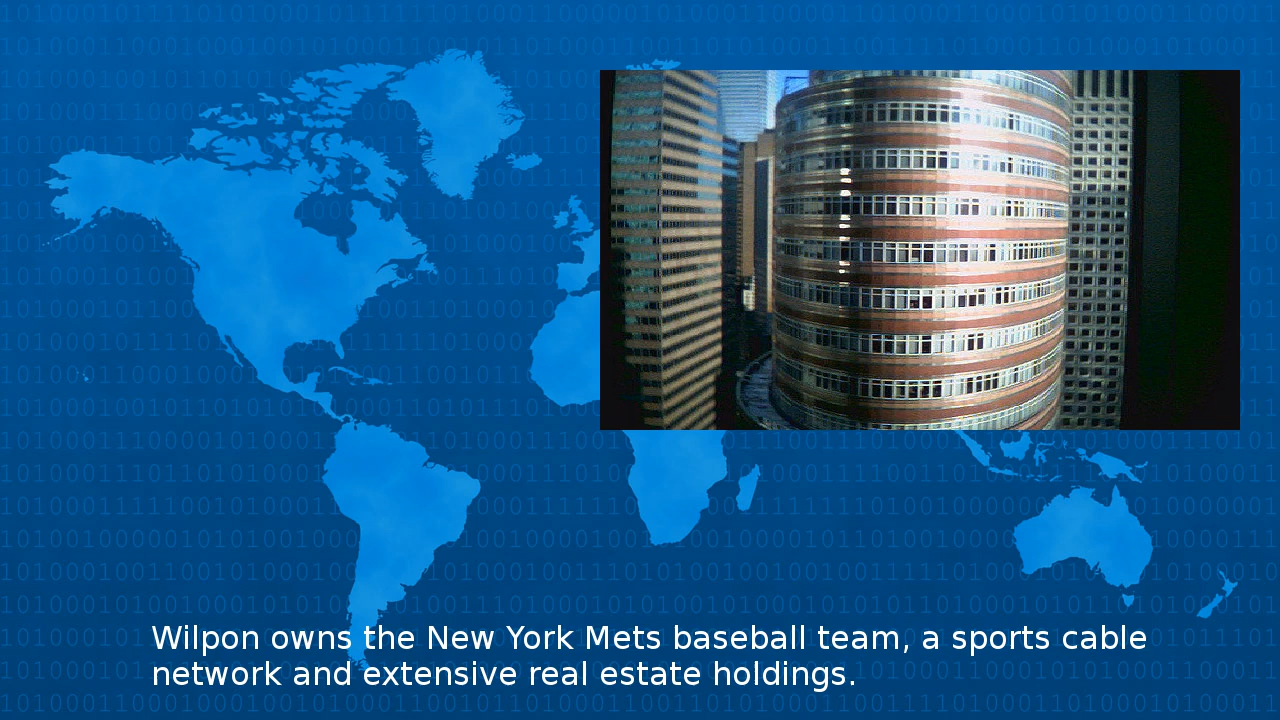 Wilpon owns the New York Mets baseball team, a sports cable
network and extensive real estate holdings.